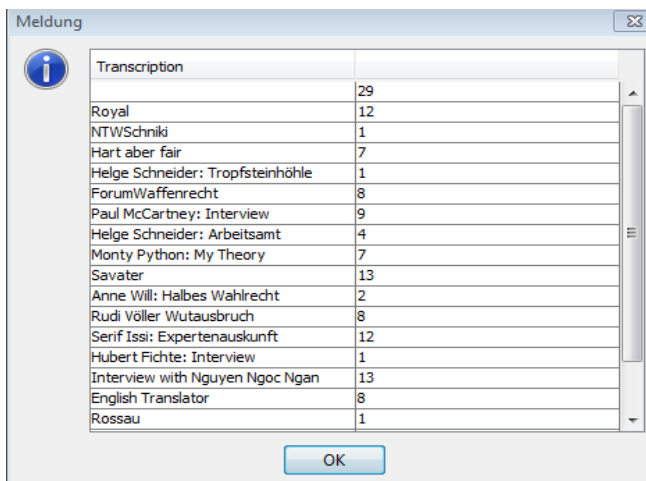 Meldung
Transcription
29
Royal 12
NTWSchniki 1
Hart aber fair 7
Helge Schneider: Tropfsteinhöhle 1
ForumWaffenrecht 8
Paul McCartney: Interview 9
Helge Schneider: Arbeitsamt 4
Monty Python: My Theory 7
Savater 13
Anne Will: Halbes Wahlrecht 2
Rudi Völler Wutausbruch 8
Serif Issi: Expertenauskunft 12
Hubert Fichte: Interview 1
Interview with Nguyen Ngoc Ngan 13
English Translator 8
Rossau 1
OK